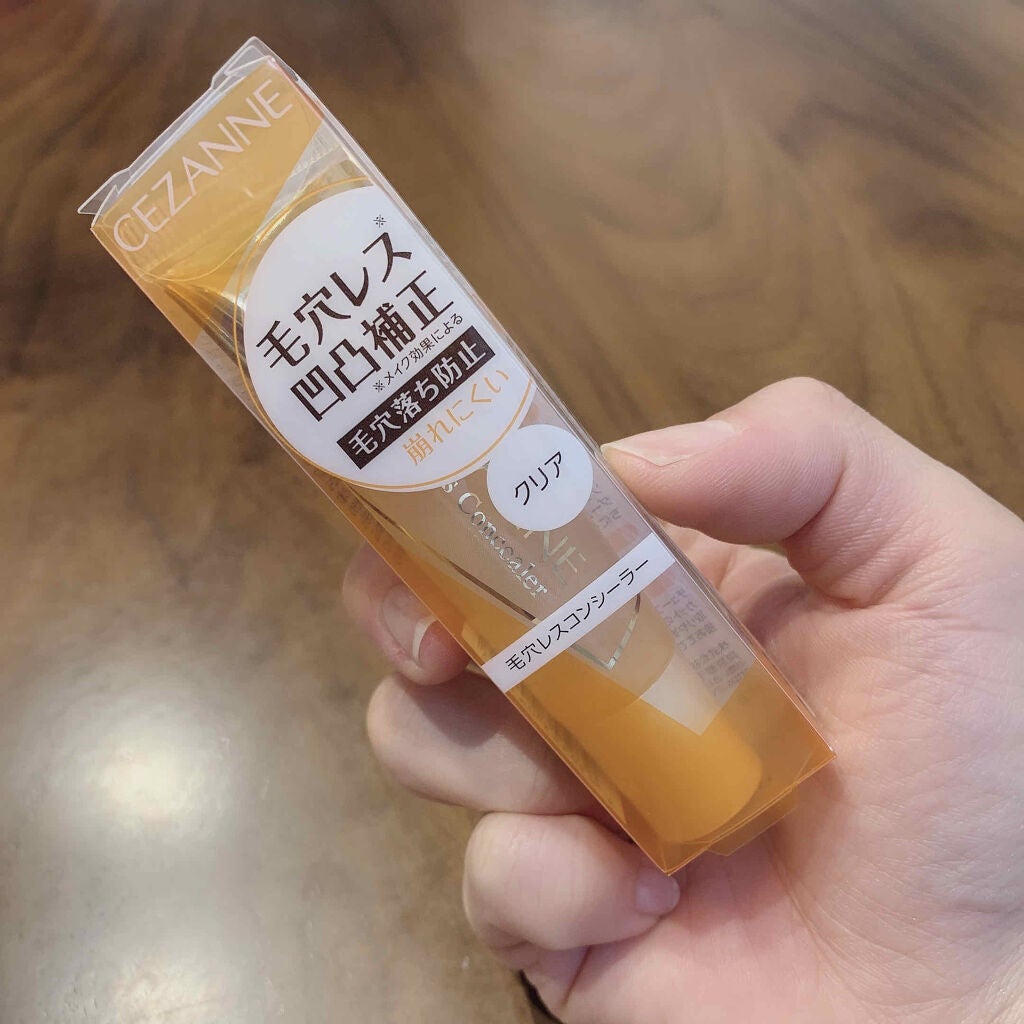 CEZANNE
毛穴レス※
凹凸補正
※メイク効果による
毛穴落ち防止
崩れにくい
クリア
s Concealer
毛穴レスコンシーラー